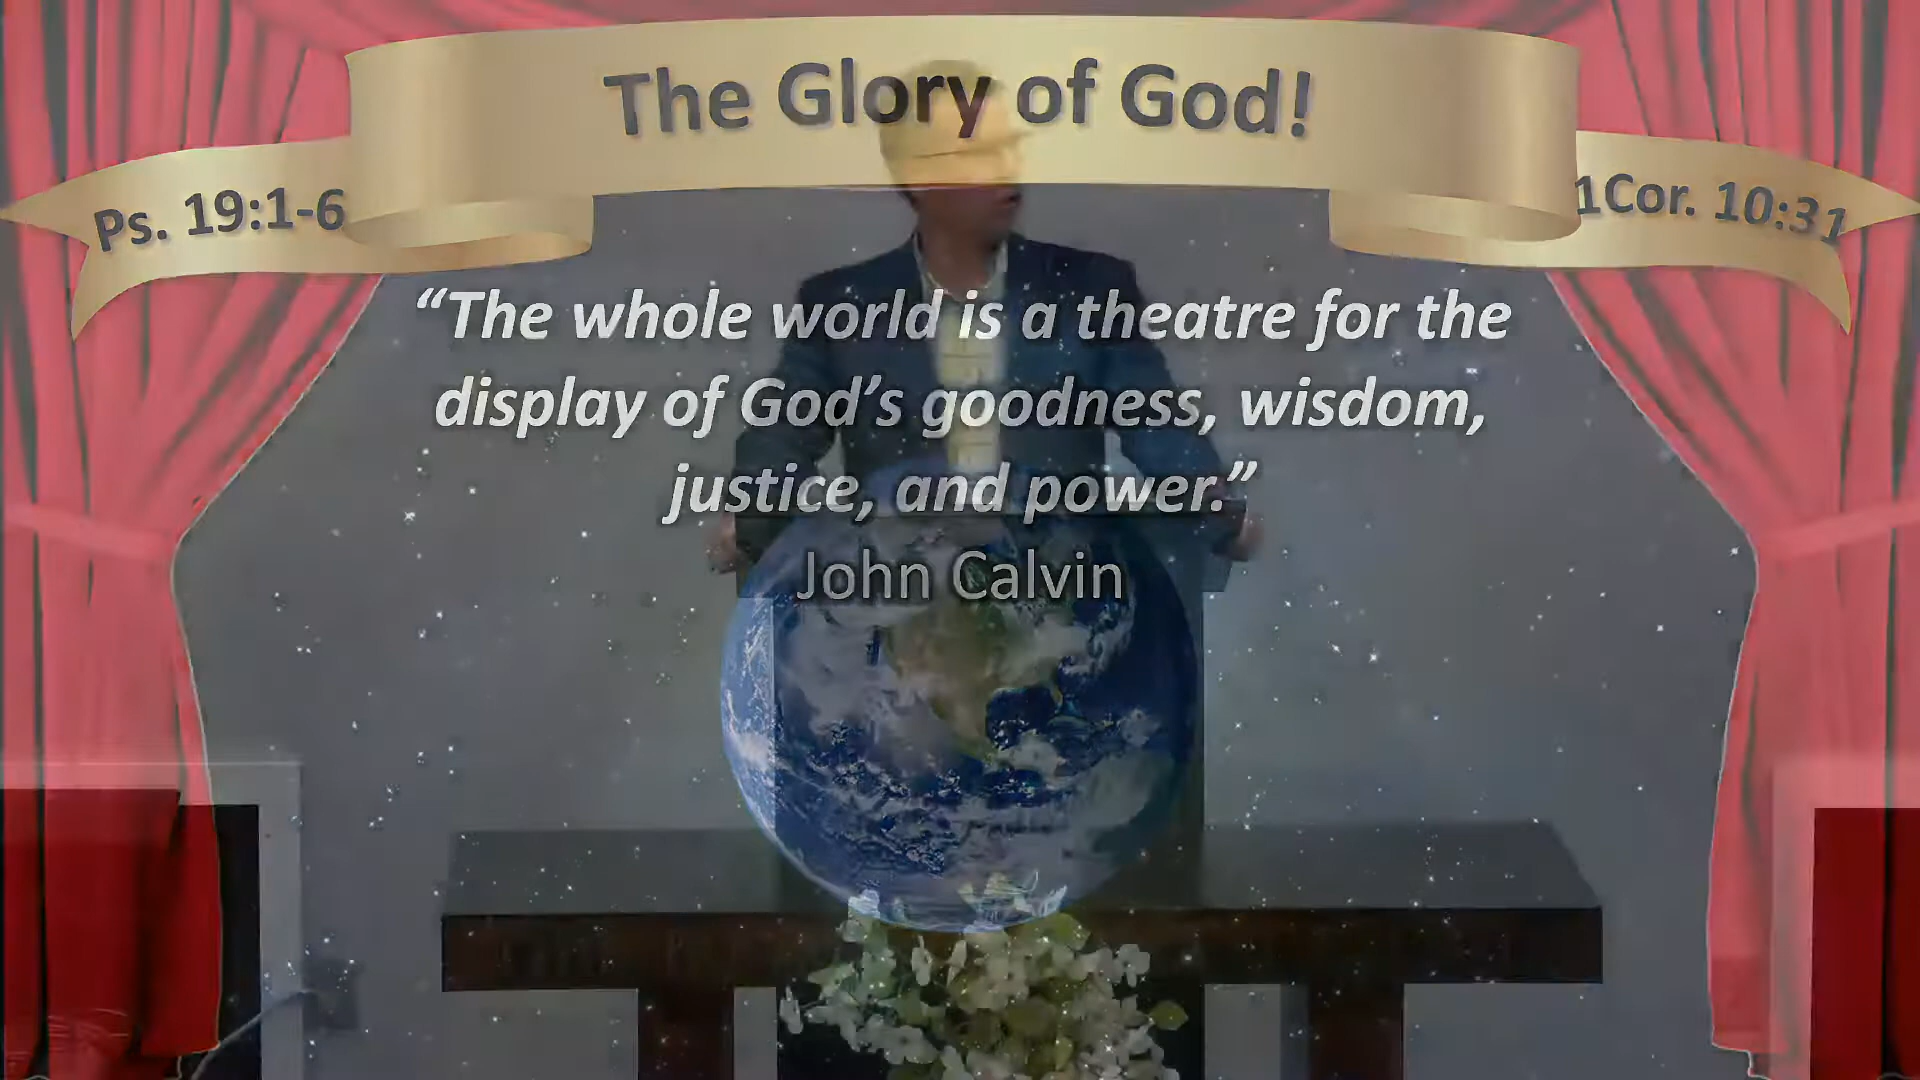 The Glory of God!
Ps. 19:1-6
1Cor. 10:31
“The whole world is a theatre for the
display of God’s goodness, wisdom,
justice, and power.”
John Calvin